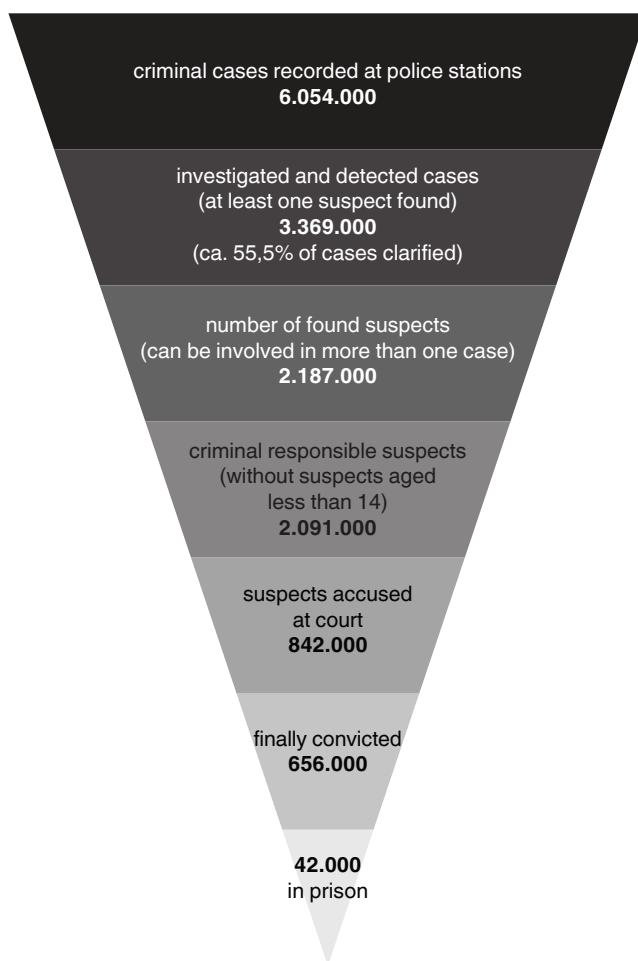 criminal cases recorded at police stations
6.054.000
investigated and detected cases
(at least one suspect found)
3.369.000
(ca. 55,5% of cases clarified)
number of found suspects
(can be involved in more than one case)
2.187.000
criminal responsible suspects
(without suspects aged
less than 14)
2.091.000
suspects accused
at court
842.000
finally convicted
656.000
42.000
in prison